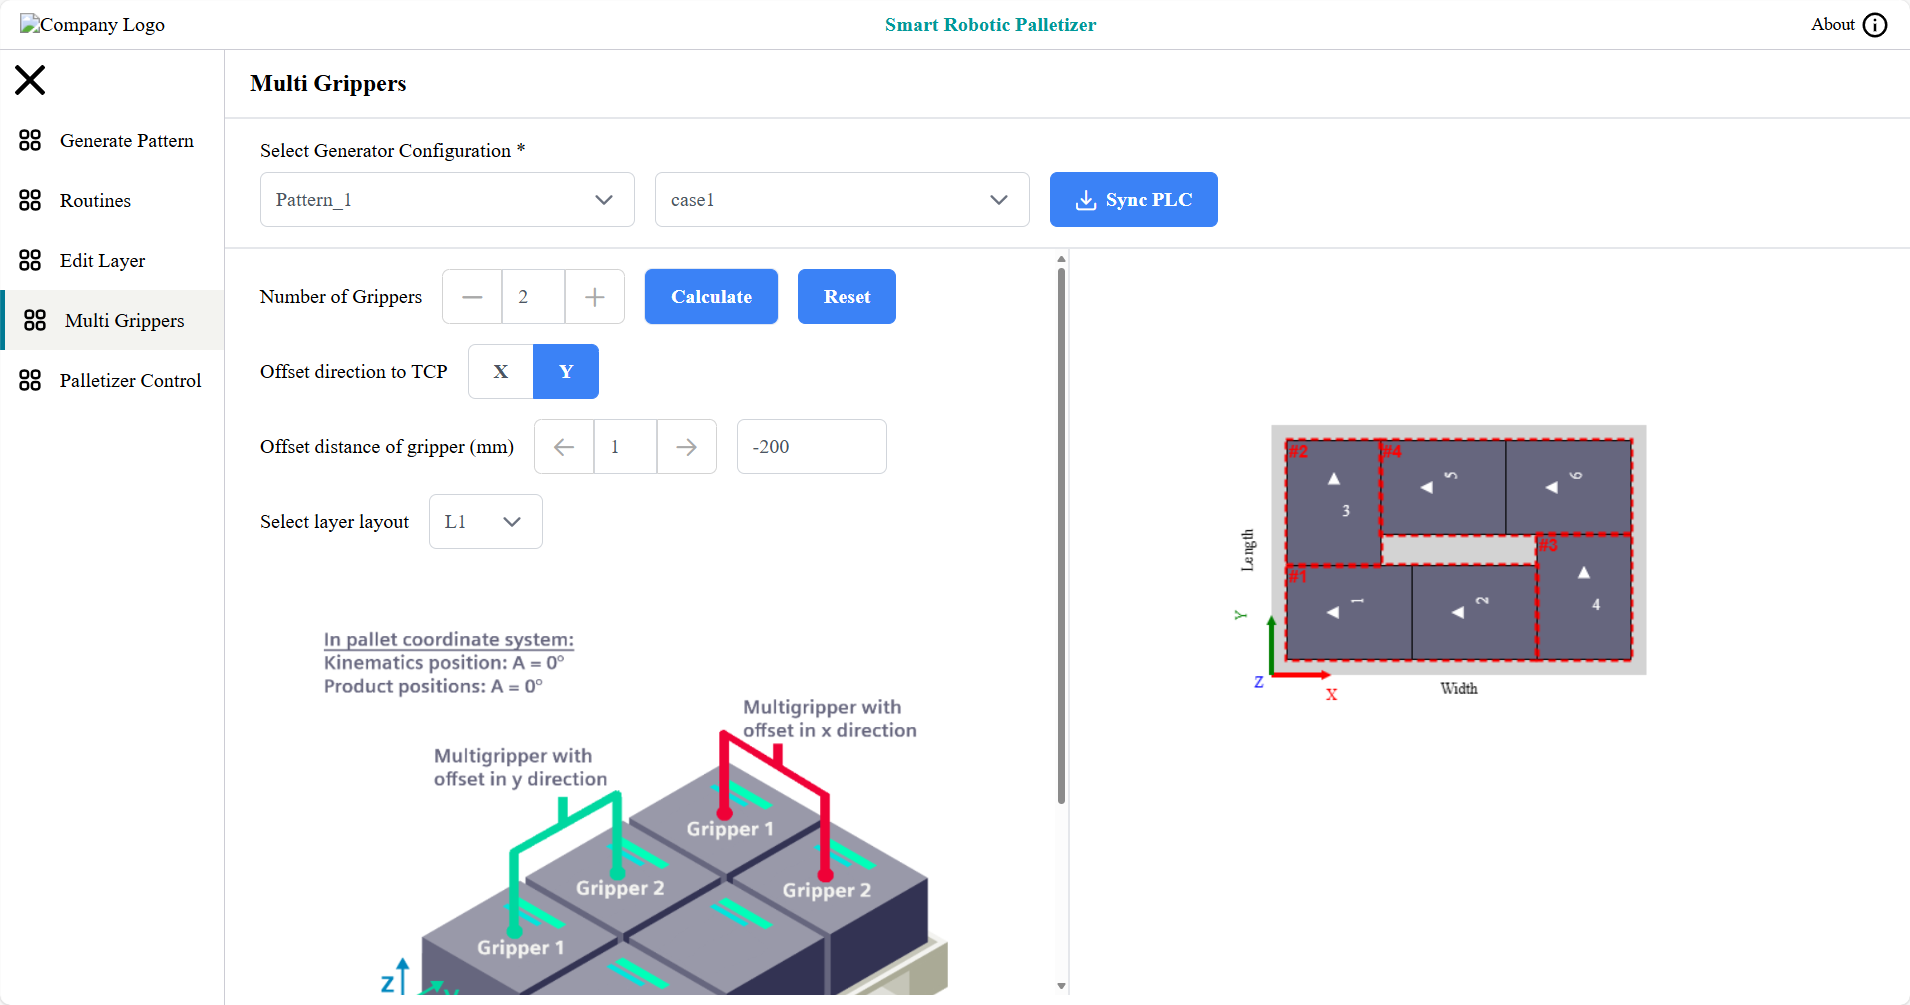 Company Logo
Smart Robotic Palletizer
About
Multi Grippers
Generate Pattern
Routines
Edit Layer
Multi Grippers
Palletizer Control
Select Generator Configuration *
Pattern_1
case1
Sync PLC
Number of Grippers
2
Calculate
Reset
Offset direction to TCP
X
Y
Offset distance of gripper (mm)
1
-200
Select layer layout
L1
In pallet coordinate system:
Kinematics position: A = 0°
Product positions: A = 0°
Multigripper with
offset in x direction
Multigripper with
offset in y direction
Gripper 1
Gripper 2
Gripper 2
Gripper 1
Z
#2
#4
3
5
6
#3
#1
1
2
4
Length
Y
Z
X
Width